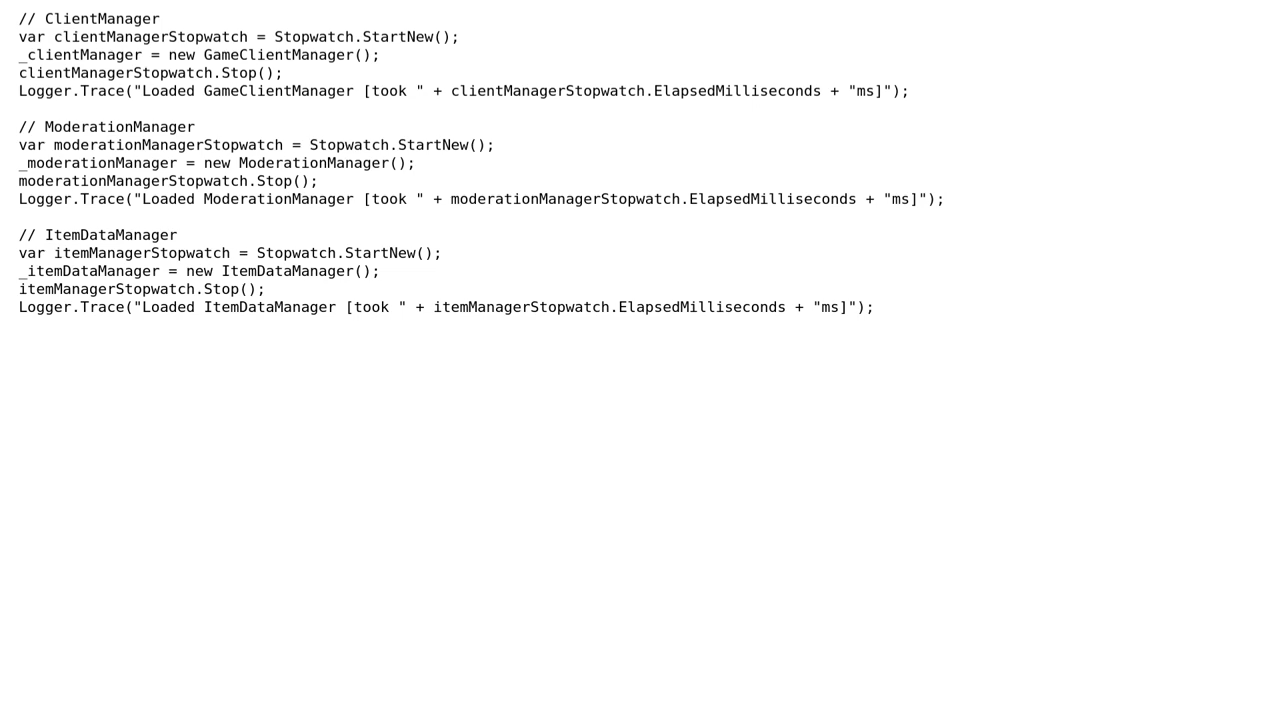 // ClientManager
var clientManagerStopwatch = Stopwatch.StartNew();
_clientManager = new GameClientManager();
clientManagerStopwatch.Stop();
Logger.Trace("Loaded GameClientManager [took " + clientManagerStopwatch.ElapsedMilliseconds + "ms]");

// ModerationManager
var moderationManagerStopwatch = Stopwatch.StartNew();
_moderationManager = new ModerationManager();
moderationManagerStopwatch.Stop();
Logger.Trace("Loaded ModerationManager [took " + moderationManagerStopwatch.ElapsedMilliseconds + "ms]");

// ItemDataManager
var itemManagerStopwatch = Stopwatch.StartNew();
_itemDataManager = new ItemDataManager();
itemManagerStopwatch.Stop();
Logger.Trace("Loaded ItemDataManager [took " + itemManagerStopwatch.ElapsedMilliseconds + "ms]");